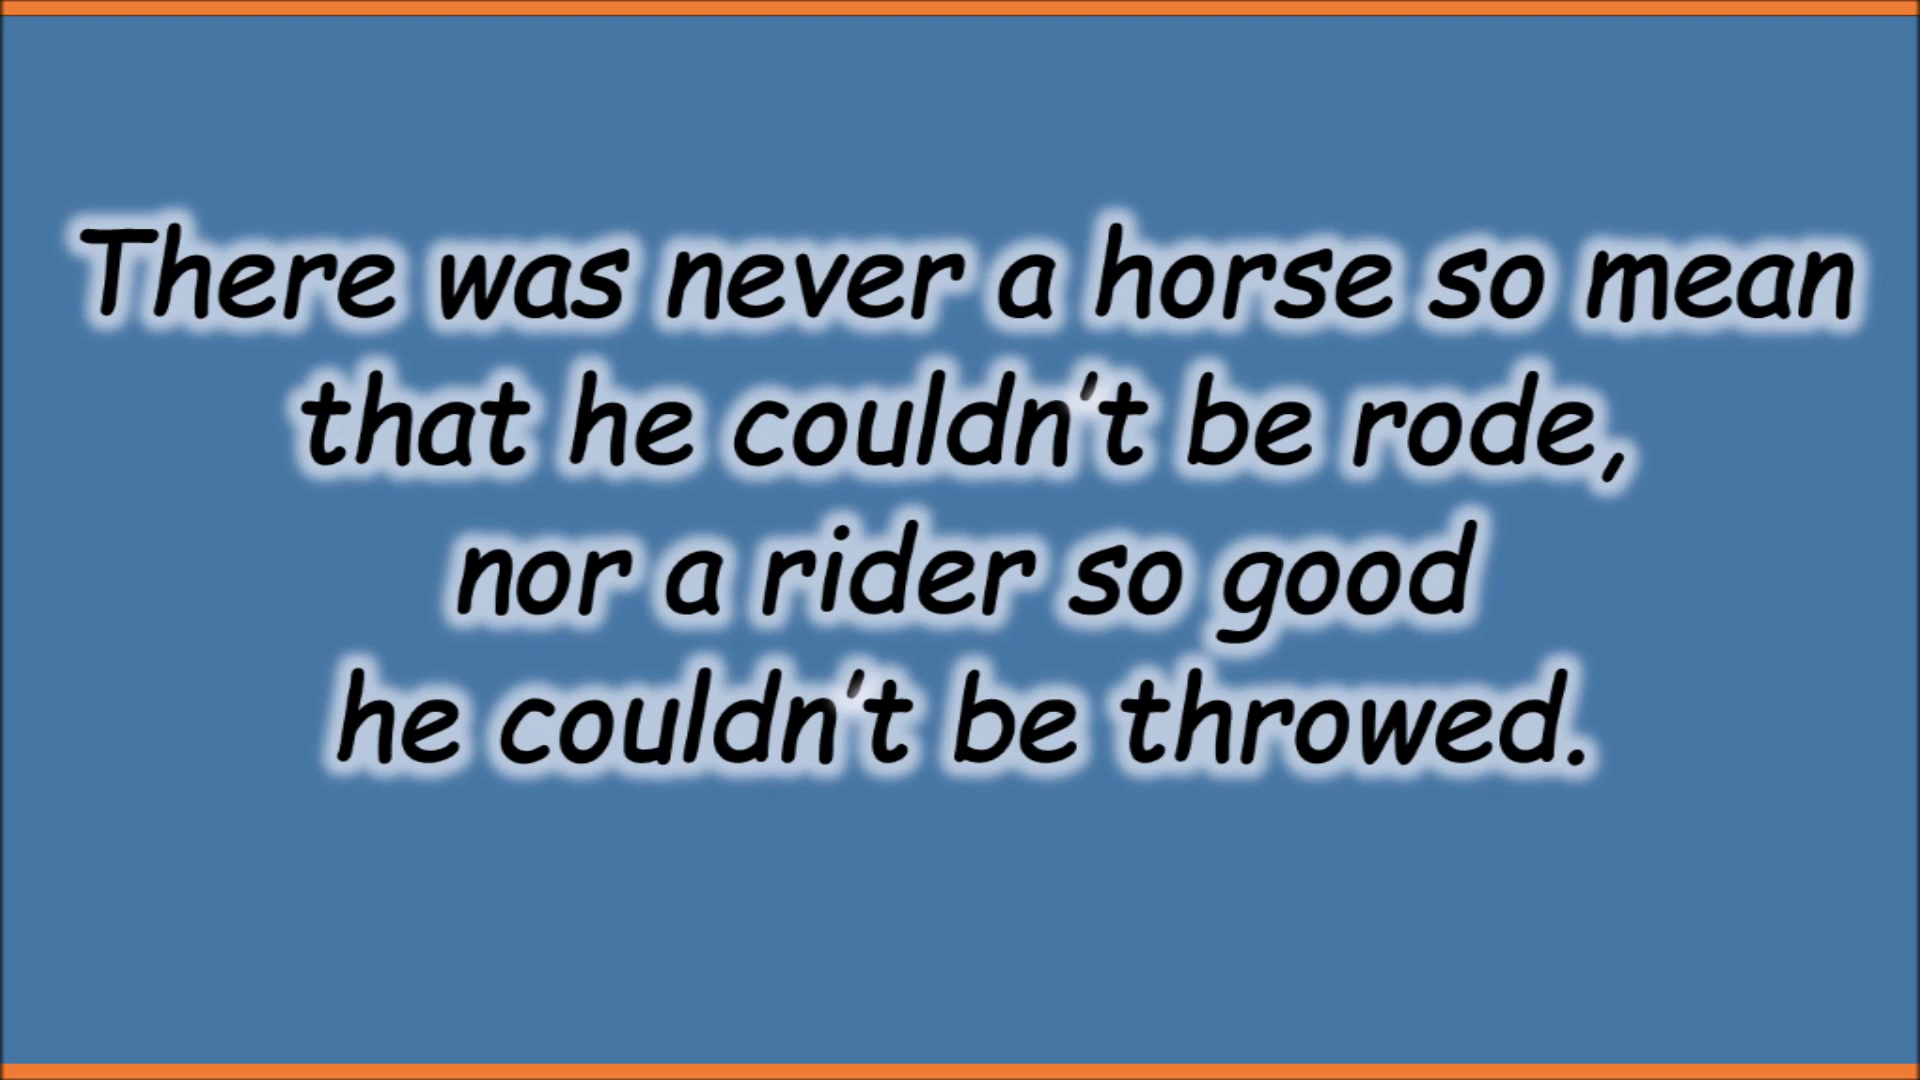 There was never a horse so mean
that he couldn't be rode,
nor a rider so good
he couldn't be throwed.